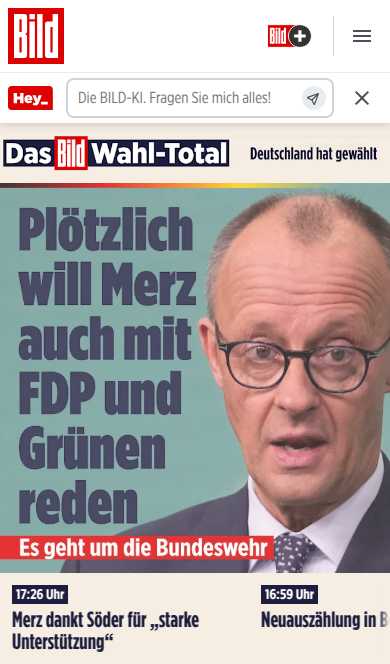 Bild
Bild
Hey_
Die BILD-KI. Fragen Sie mich alles!
Das Bild Wahl-Total
Deutschland hat gewählt
Plötzlich
will Merz
auch mit
FDP und
Grünen
reden
Es geht um die Bundeswehr
17:26 Uhr
Merz dankt Söder für „starke
Unterstützung“
16:59 Uhr
Neuauszählung in B